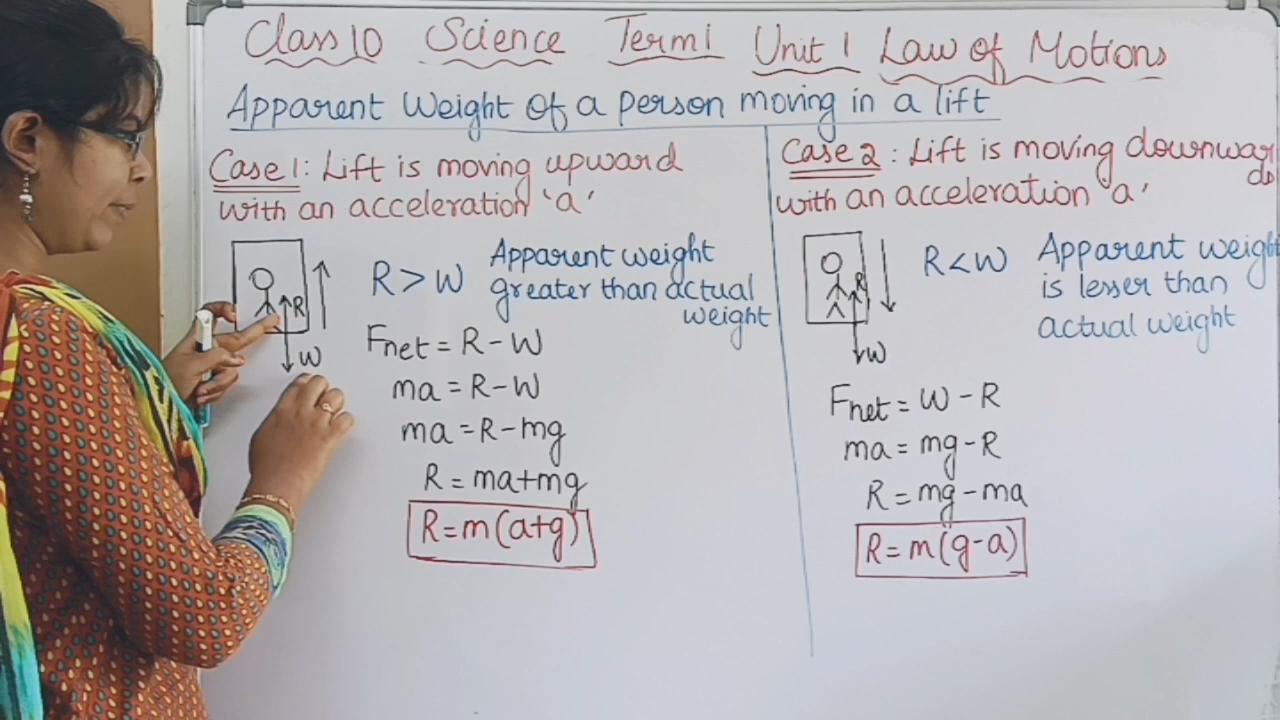 Class 10 Science Term 1 Unit 1 Law of Motions
Apparent Weight of a person moving in a lift
Case 1: Lift is moving upward
with an acceleration 'a'
R
W
R > W
Apparent weight
greater than actual
weight
Fnet = R - W
ma = R - W
ma = R - mg
R = ma + mg
R = m(a+g)
Case 2: Lift is moving downward
with an acceleration 'a'
R
W
R < W
Apparent weight
is lesser than
actual weight
Fnet = W - R
ma = mg - R
R = mg - ma
R = m(g-a)